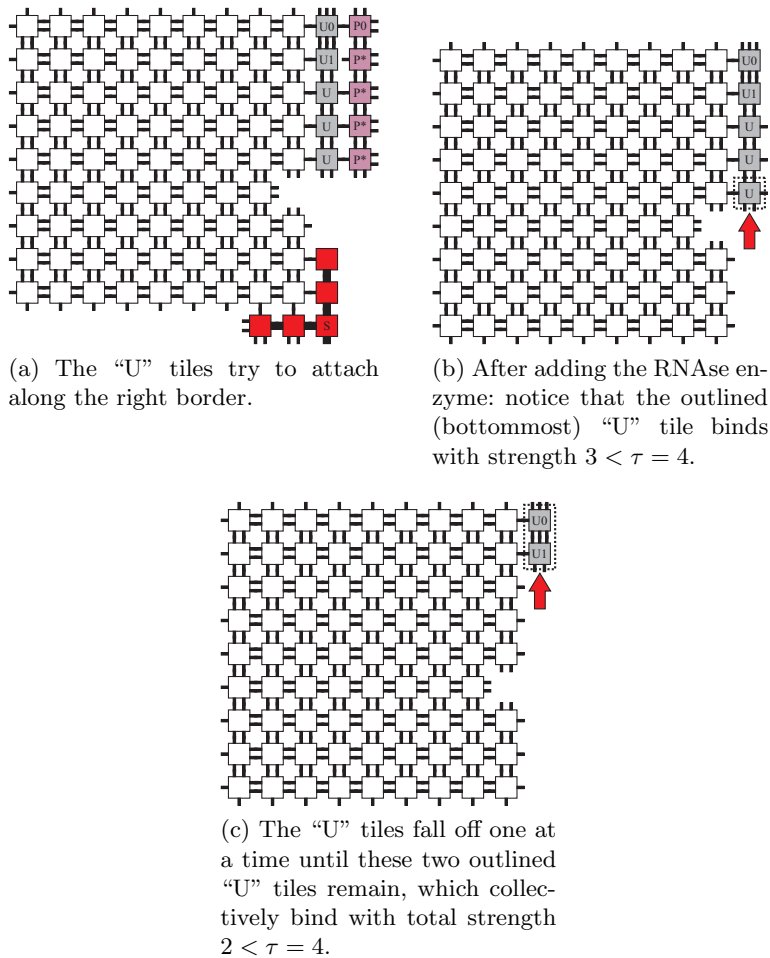 U0 P0
U1 P*
U P*
U P*
U P*
S
(a) The “U” tiles try to attach
along the right border.
U0
U1
U
U
U
(b) After adding the RNAse en-
zyme: notice that the outlined
(bottommost) “U” tile binds
with strength 3 < τ = 4.
U0
U1
(c) The “U” tiles fall off one at
a time until these two outlined
“U” tiles remain, which collec-
tively bind with total strength
2 < τ = 4.